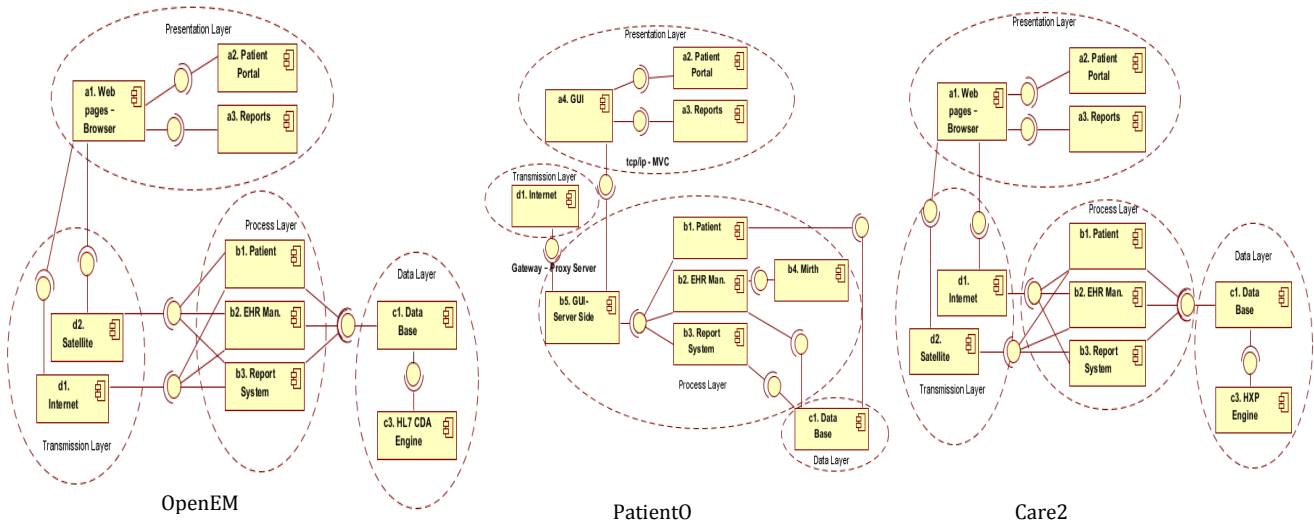 Presentation Layer
a2. Patient
Portal
a1. Web
pages –
Browser
a3. Reports
Process Layer
b1. Patient
b2. EHR Man.
b3. Report
System
d2.
Satellite
d1.
Internet
Transmission Layer
Data Layer
c1. Data
Base
c3. HL7 CDA
Engine
OpenEM
Presentation Layer
a2. Patient
Portal
a4. GUI
a3. Reports
tcp/ip - MVC
Transmission Layer
d1. Internet
Gateway – Proxy Server
b1. Patient
b2. EHR Man.
b4. Mirth
b5. GUI-
Server Side
b3. Report
System
Process Layer
c1. Data
Base
Data Layer
PatientO
Presentation Layer
a2. Patient
Portal
a1. Web
pages –
Browser
a3. Reports
Process Layer
b1. Patient
b2. EHR Man.
b3. Report
System
d1.
Internet
d2.
Satellite
Transmission Layer
Data Layer
c1. Data
Base
c3. HXP
Engine
Care2